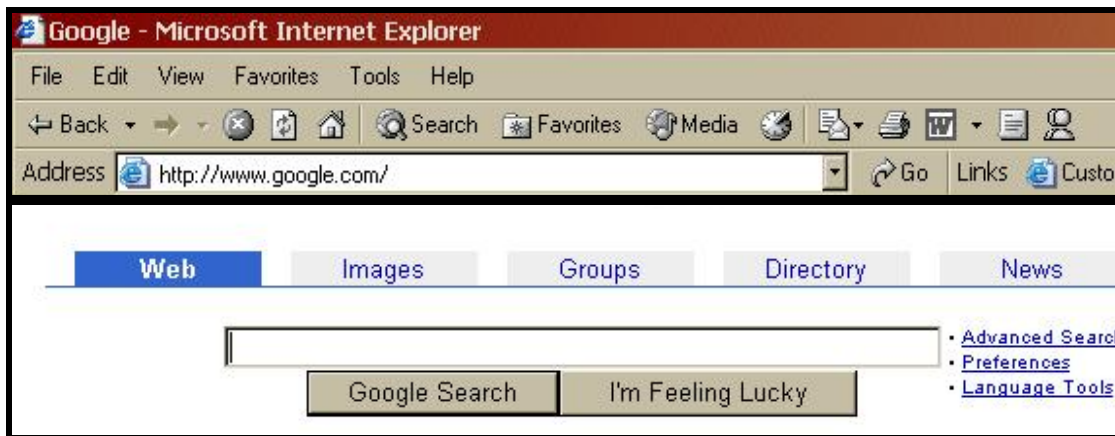 Google - Microsoft Internet Explorer
File Edit View Favorites Tools Help
Back Search Favorites Media W
Address http://www.google.com/ Go Links Custo
Web Images Groups Directory News
Advanced Search
Preferences
Google Search I'm Feeling Lucky Language Tools